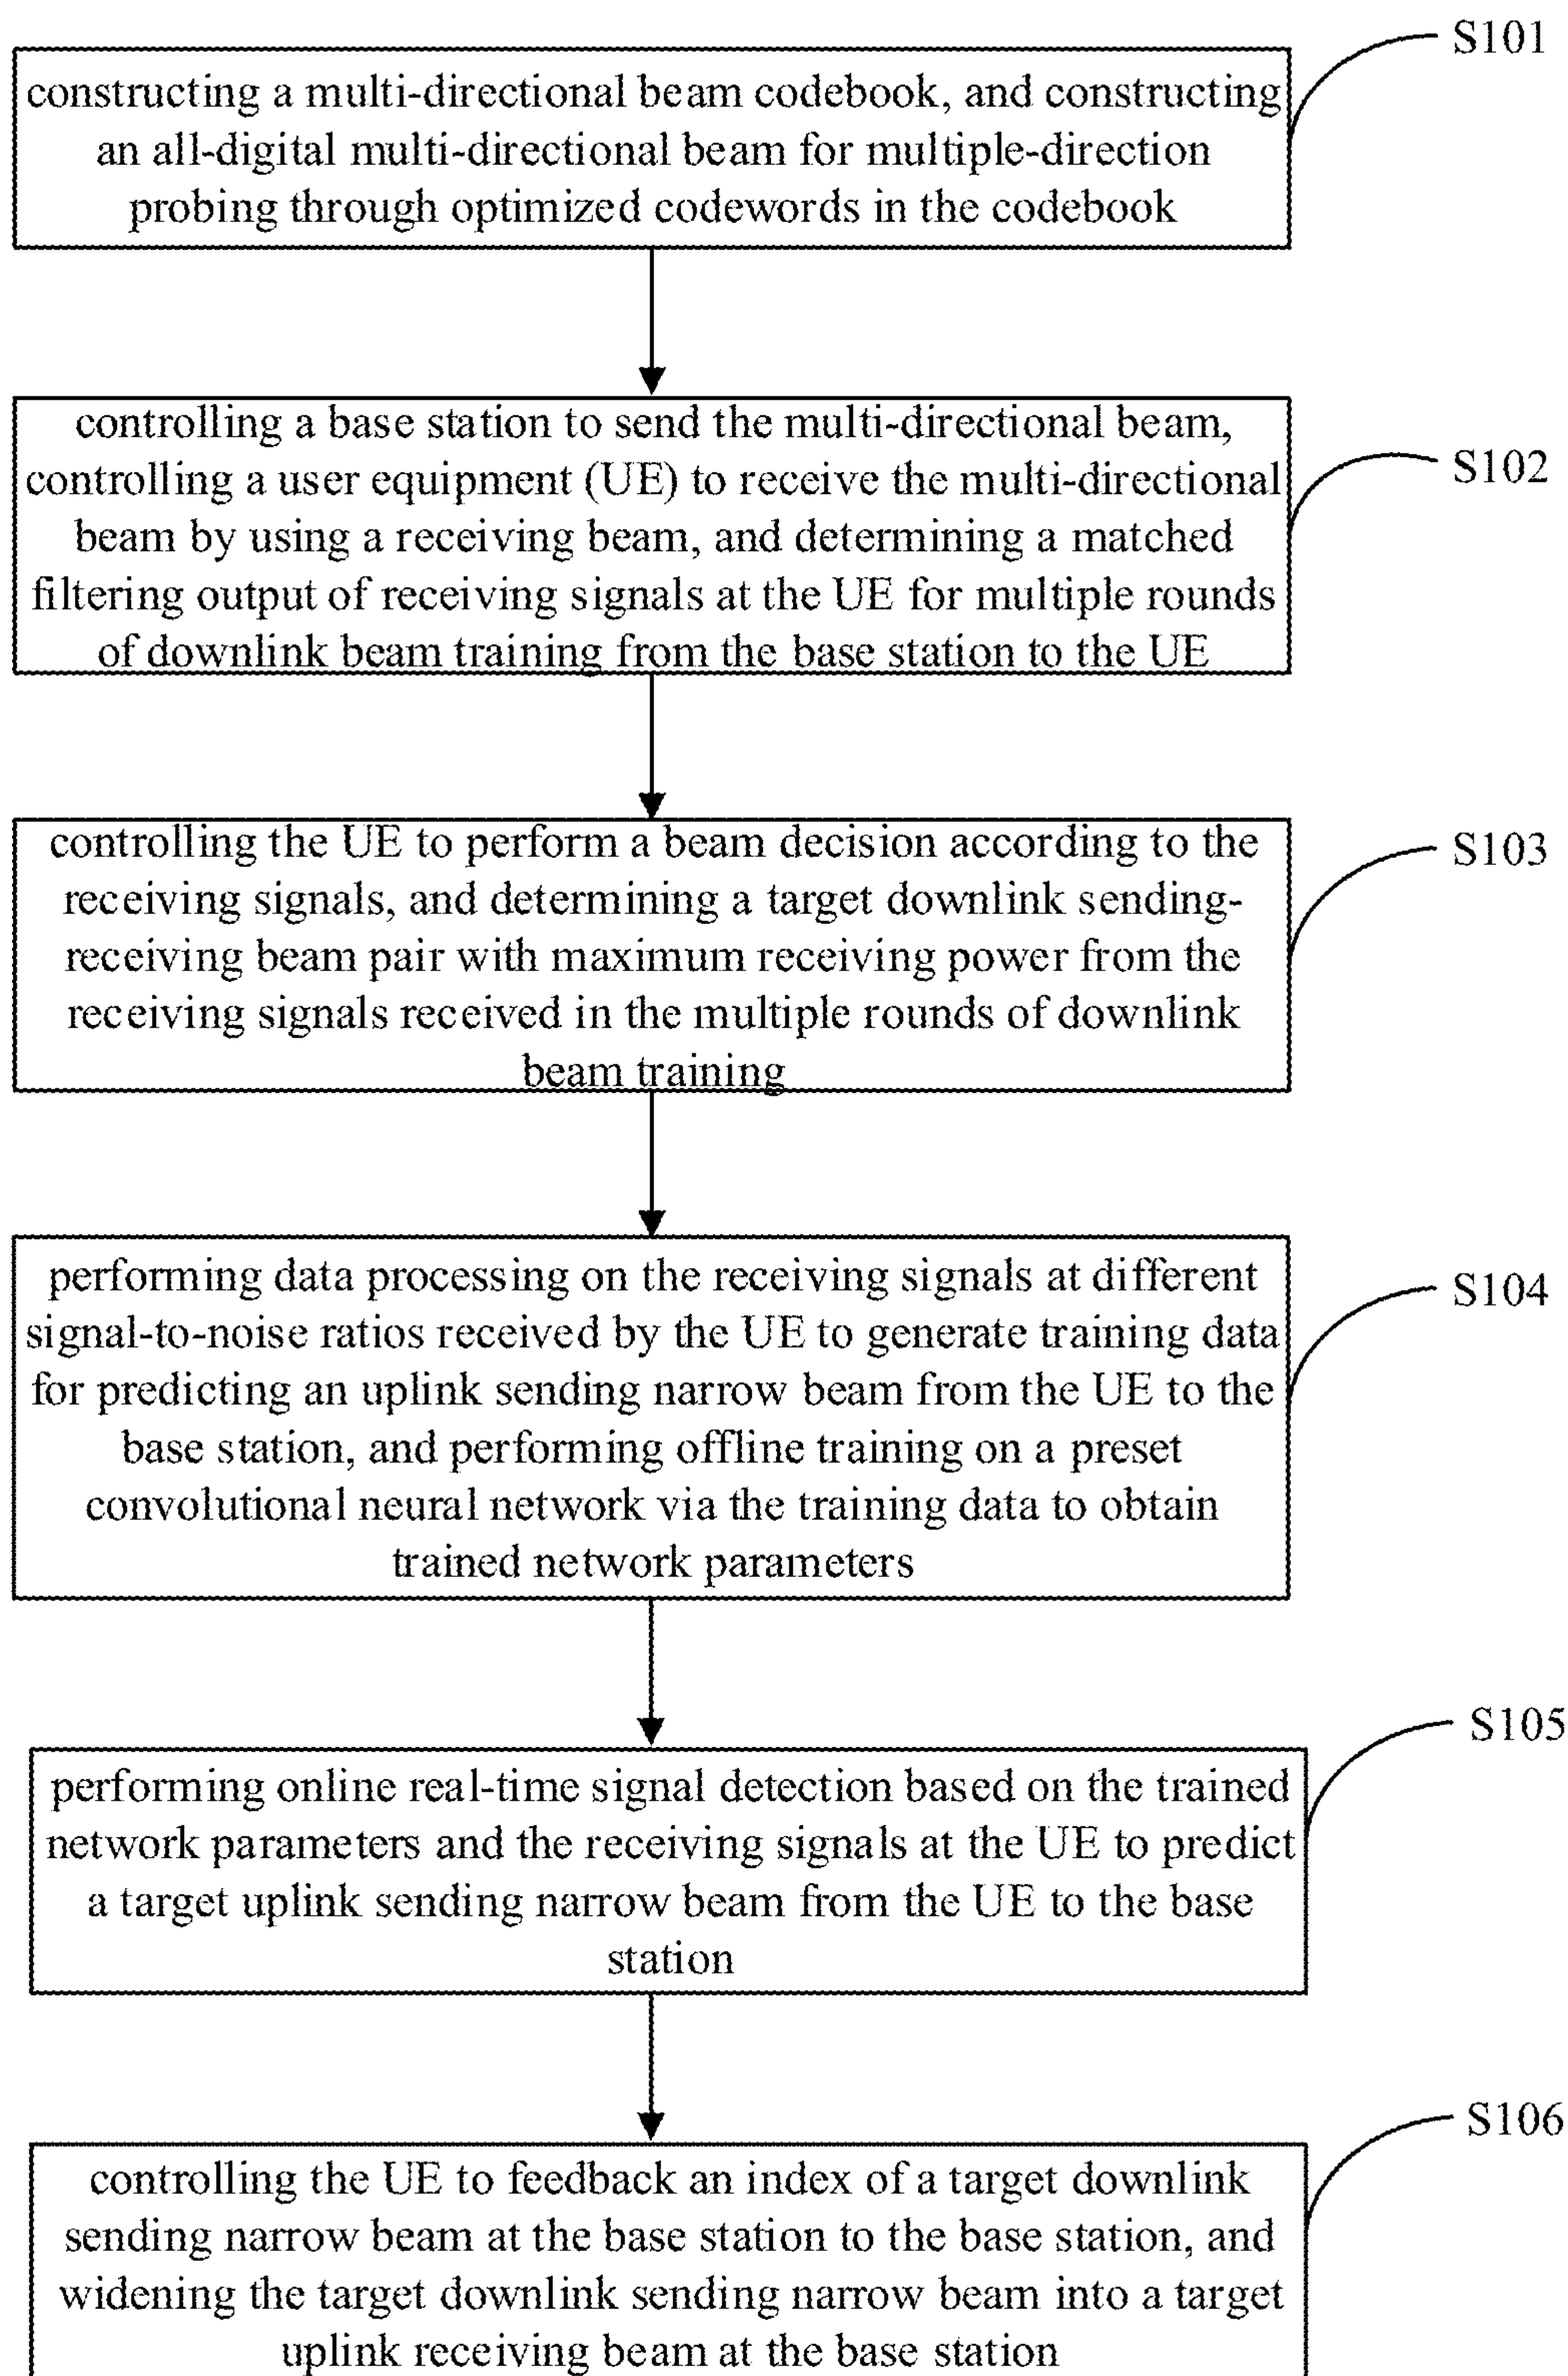 S101
constructing a multi-directional beam codebook, and constructing
an all-digital multi-directional beam for multiple-direction
probing through optimized codewords in the codebook
controlling a base station to send the multi-directional beam,
controlling a user equipment (UE) to receive the multi-directional
beam by using a receiving beam, and determining a matched
filtering output of receiving signals at the UE for multiple rounds
of downlink beam training from the base station to the UE
S102
controlling the UE to perform a beam decision according to the
receiving signals, and determining a target downlink sending-
receiving beam pair with maximum receiving power from the
receiving signals received in the multiple rounds of downlink
beam training
S103
performing data processing on the receiving signals at different
signal-to-noise ratios received by the UE to generate training data
for predicting an uplink sending narrow beam from the UE to the
base station, and performing offline training on a preset
convolutional neural network via the training data to obtain
trained network parameters
S104
S105
performing online real-time signal detection based on the trained
network parameters and the receiving signals at the UE to predict
a target uplink sending narrow beam from the UE to the base
station
S106
controlling the UE to feedback an index of a target downlink
sending narrow beam at the base station to the base station, and
widening the target downlink sending narrow beam into a target
uplink receiving beam at the base station